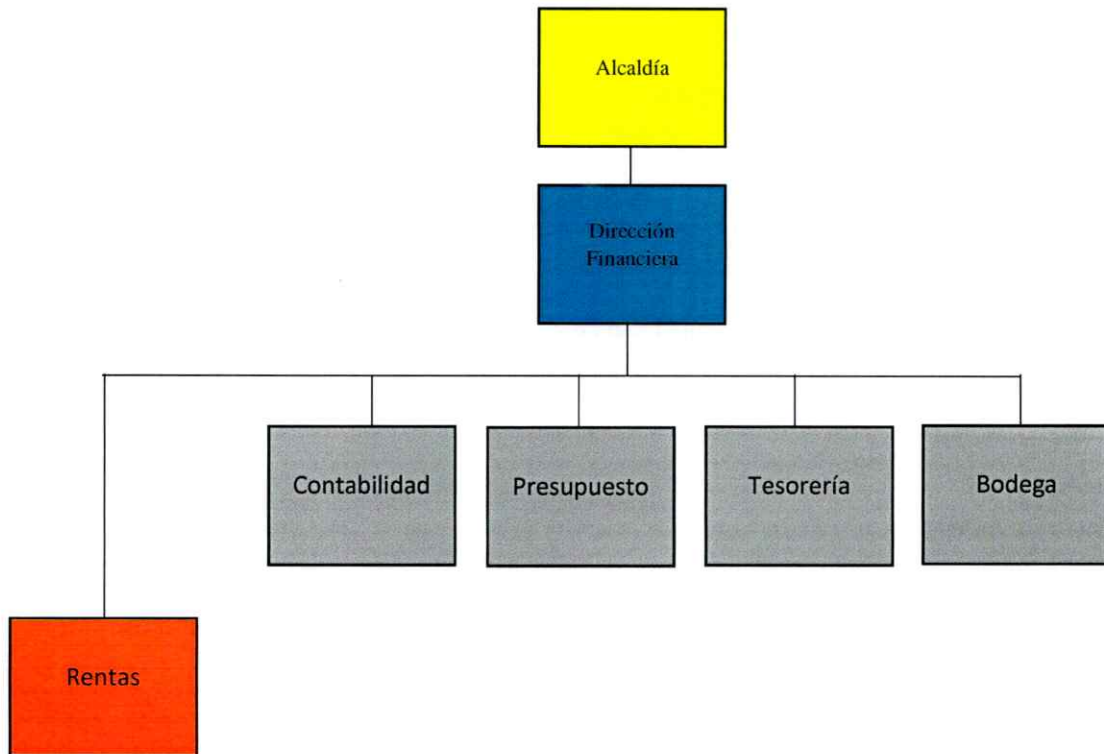 Alcaldía
Dirección
Financiera
Contabilidad
Presupuesto
Tesorería
Bodega
Rentas